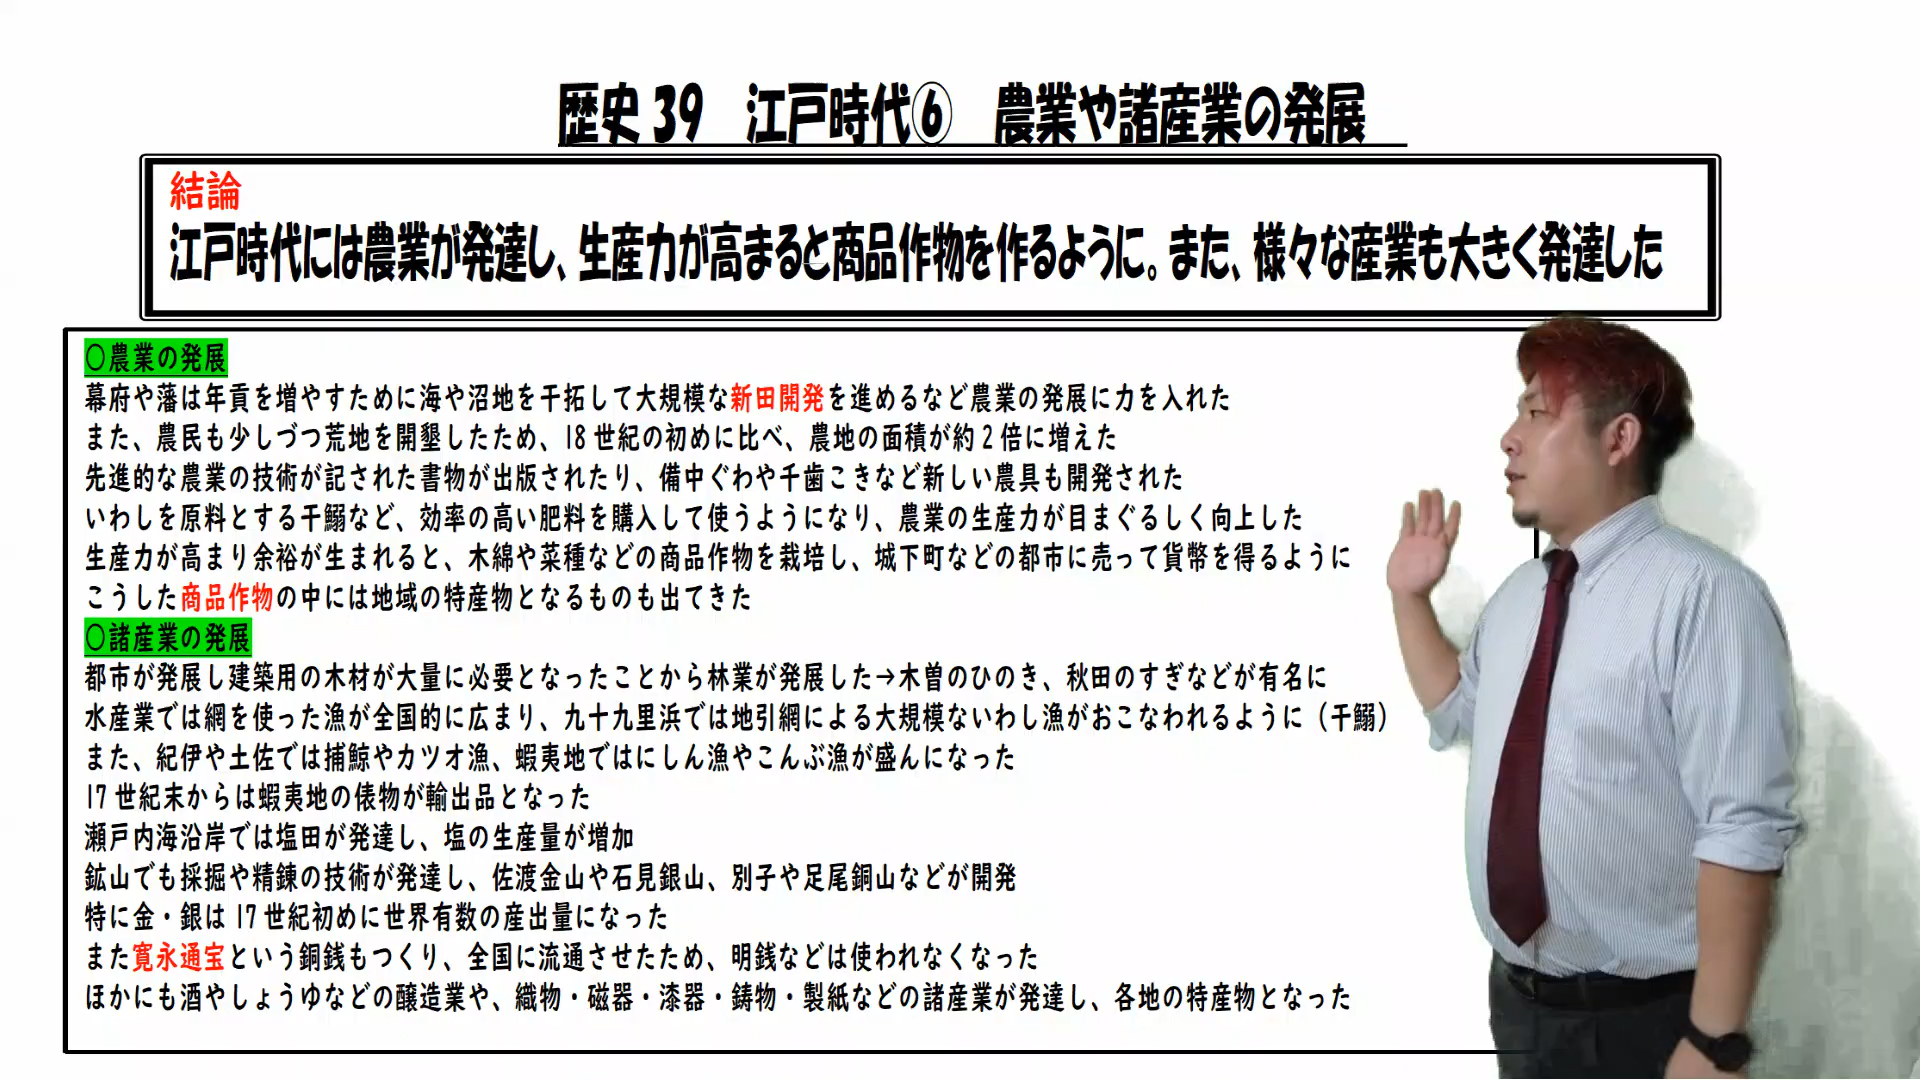 歴史39　江戸時代⑥　農業や諸産業の発展
結論
江戸時代には農業が発達し、生産力が高まると商品作物を作るように。また、様々な産業も大きく発達した
〇農業の発展
幕府や藩は年貢を増やすために海や沼地を干拓して大規模な新田開発を進めるなど農業の発展に力を入れた
また、農民も少しづつ荒地を開墾したため、18世紀の初めに比べ、農地の面積が約2倍に増えた
先進的な農業の技術が記された書物が出版されたり、備中ぐわや千歯こきなど新しい農具も開発された
いわしを原料とする干鰯など、効率の高い肥料を購入して使うようになり、農業の生産力が目まぐるしく向上した
生産力が高まり余裕が生まれると、木綿や菜種などの商品作物を栽培し、城下町などの都市に売って貨幣を得るように
こうした商品作物の中には地域の特産物となるものも出てきた
〇諸産業の発展
都市が発展し建築用の木材が大量に必要となったことから林業が発展した→木曽のひのき、秋田のすぎなどが有名に
水産業では網を使った漁が全国的に広まり、九十九里浜では地引網による大規模ないわし漁がおこなわれるように（干鰯）
また、紀伊や土佐では捕鯨やカツオ漁、蝦夷地ではにしん漁やこんぶ漁が盛んになった
17世紀末からは蝦夷地の俵物が輸出品となった
瀬戸内海沿岸では塩田が発達し、塩の生産量が増加
鉱山でも採掘や精錬の技術が発達し、佐渡金山や石見銀山、別子や足尾銅山などが開発
特に金・銀は17世紀初めに世界有数の産出量になった
また寛永通宝という銅銭もつくり、全国に流通させたため、明銭などは使われなくなった
ほかにも酒やしょうゆなどの醸造業や、織物・磁器・漆器・鋳物・製紙などの諸産業が発達し、各地の特産物となった